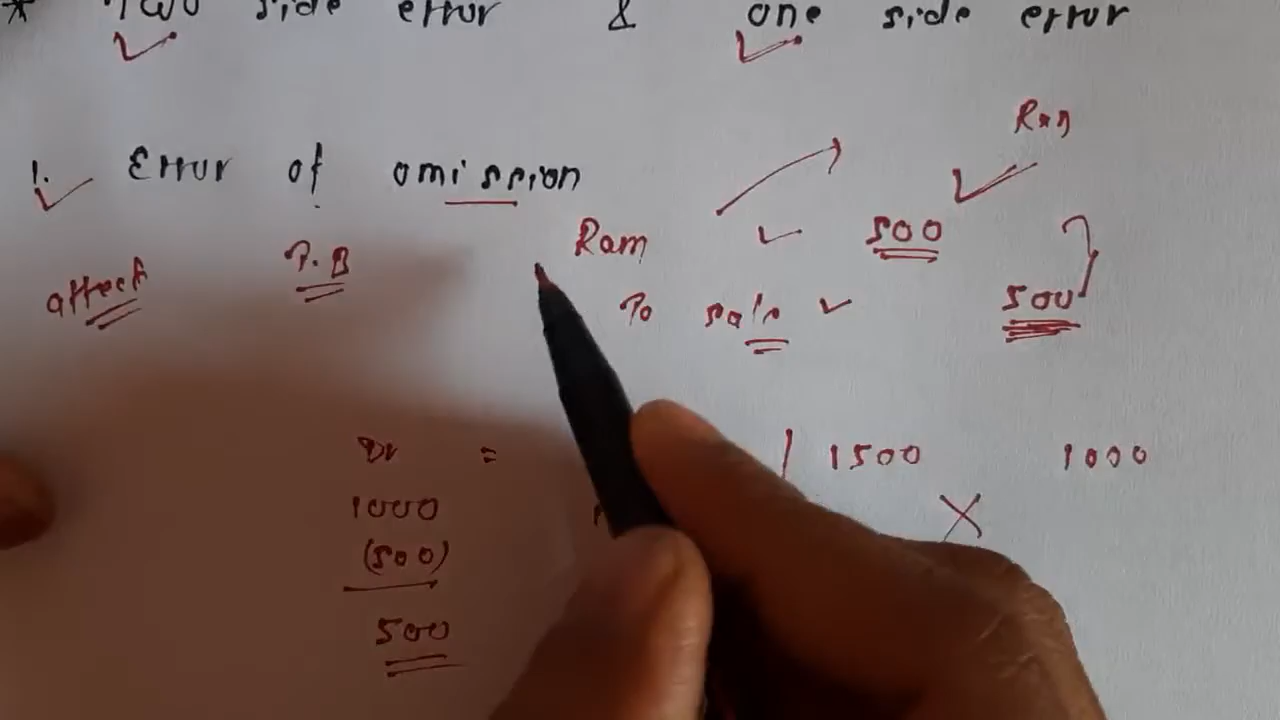 * Two side error & one side error
Ram
1. Error of omission
Ram 500
affect T.B
To sale 500
Dr = 1500 1000
1000
(500)
500